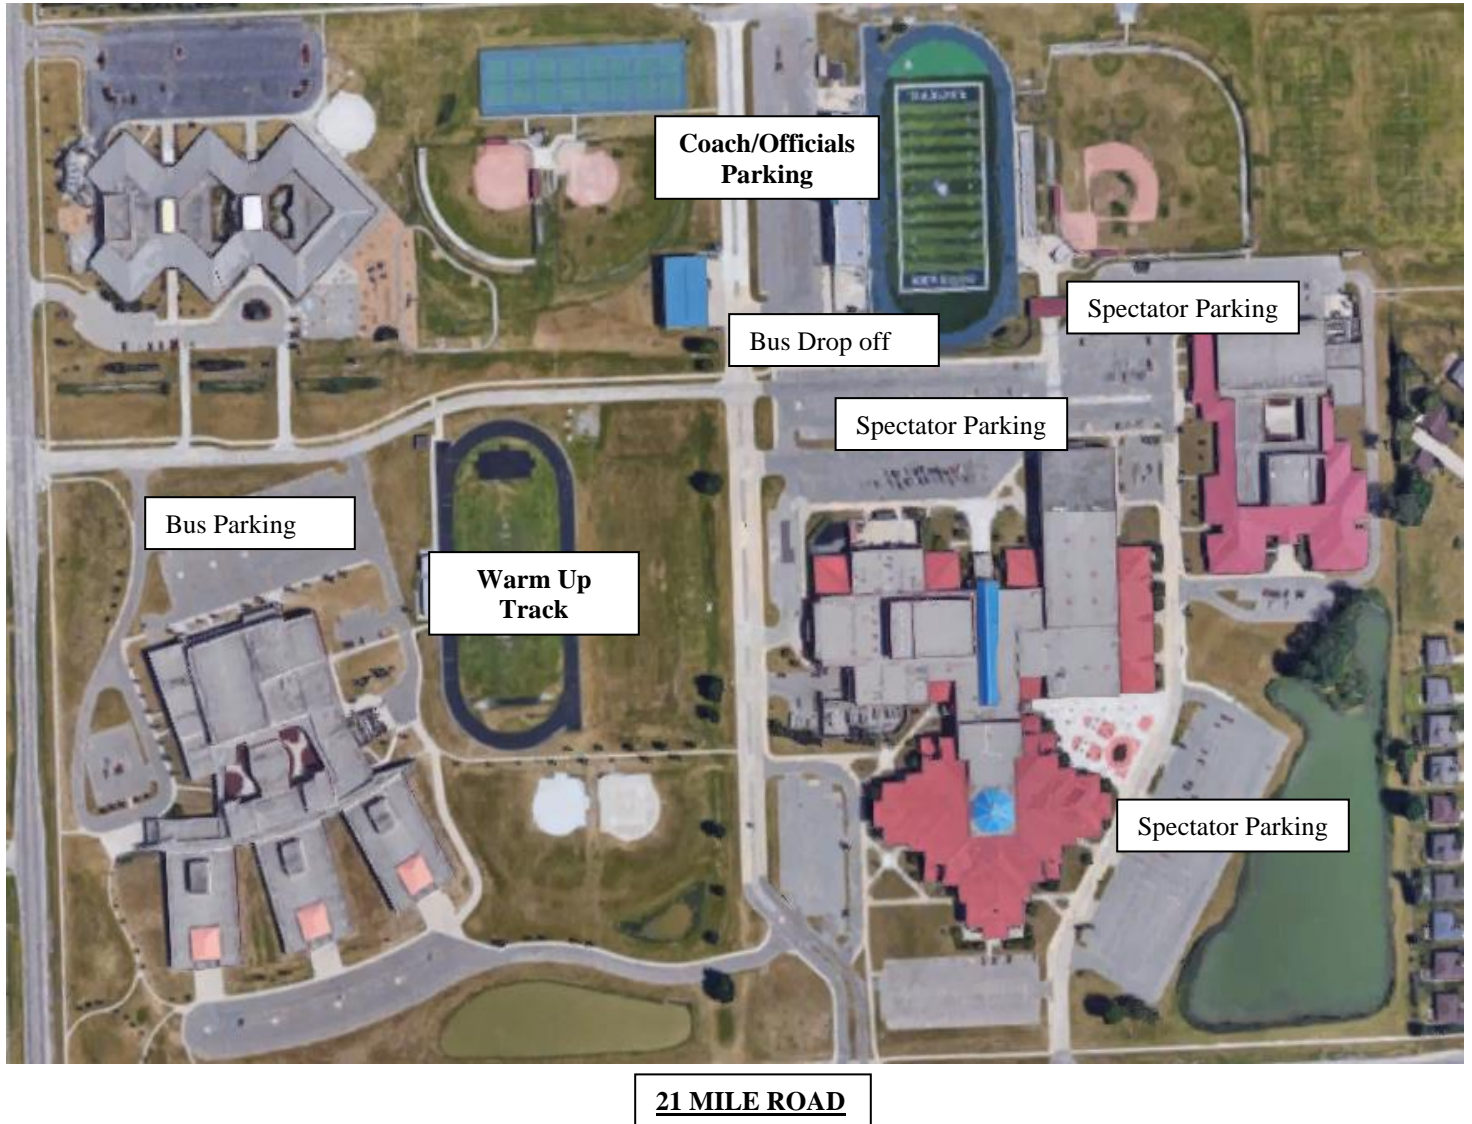 Coach/Officials
Parking
Spectator Parking
Bus Drop off
Spectator Parking
Bus Parking
Warm Up
Track
Spectator Parking
21 MILE ROAD